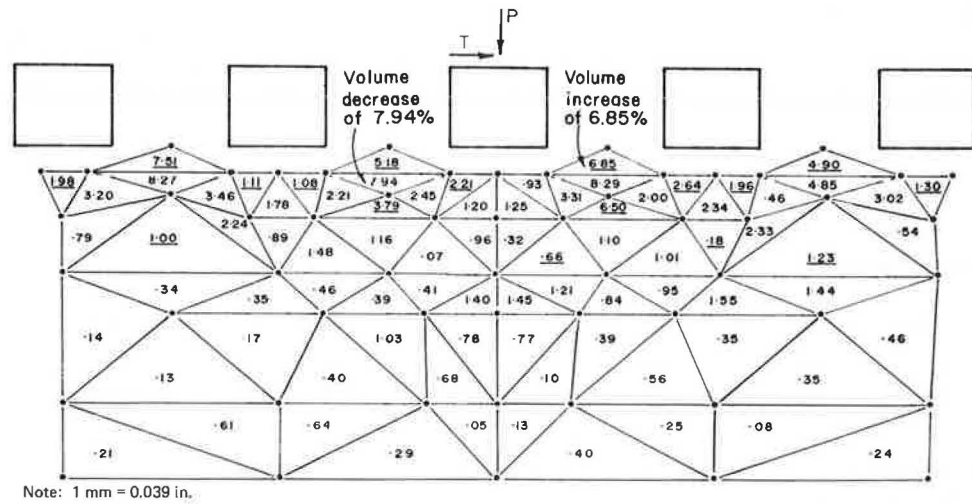 P
T
Volume
decrease
of 7.94%
Volume
increase
of 6.85%
7.51 5.18 6.85 4.90
1.98 3.20 8.27 3.46 1.11 1.08 2.21 7.94 2.45 2.21 .93 3.31 8.29 2.00 2.64 1.96 .46 4.85 3.02 1.30
1.78 3.79 1.20 1.25 6.50 2.34
.79 1.00 2.24 .89 1.48 1.16 .07 .96 .32 .66 1.10 1.01 .18 2.33 1.23 .54
.34 .35 .46 .39 .41 1.40 1.45 1.21 .84 .95 1.55 1.44
.14 .17 1.03 .78 .77 .39 .35 .46
.13 .40 .68 .10 .56 .35
.21 .61 .64 .29 .05 .13 .40 .25 .08 .24
Note: 1 mm = 0.039 in.